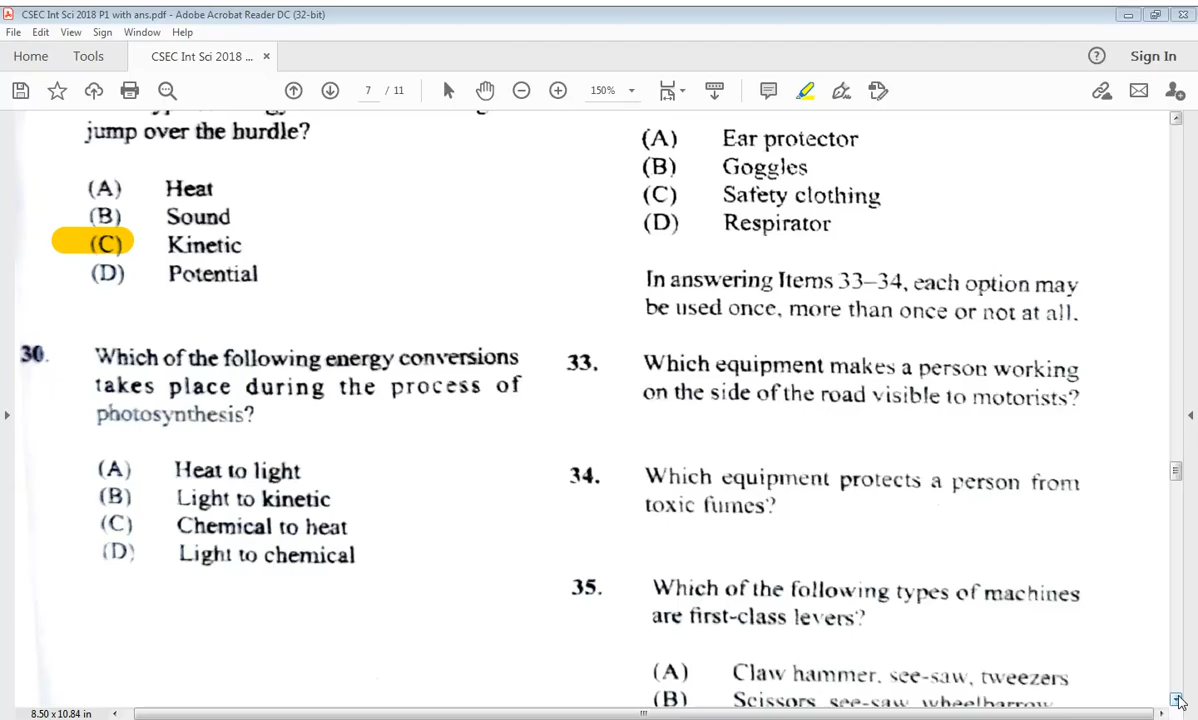 CSEC Int Sci 2018 P1 with ans.pdf - Adobe Acrobat Reader DC (32-bit)
File Edit View Sign Window Help
Home Tools CSEC Int Sci 2018 ... × Sign In
7 / 11 150%
jump over the hurdle?
(A) Heat
(B) Sound
(C) Kinetic
(D) Potential
30. Which of the following energy conversions
takes place during the process of
photosynthesis?
(A) Heat to light
(B) Light to kinetic
(C) Chemical to heat
(D) Light to chemical
(A) Ear protector
(B) Goggles
(C) Safety clothing
(D) Respirator
In answering Items 33–34, each option may
be used once, more than once or not at all.
33. Which equipment makes a person working
on the side of the road visible to motorists?
34. Which equipment protects a person from
toxic fumes?
35. Which of the following types of machines
are first-class levers?
(A) Claw hammer, see-saw, tweezers
(B) Scissors, see-saw, wheelbarrow
8.50 x 10.84 in